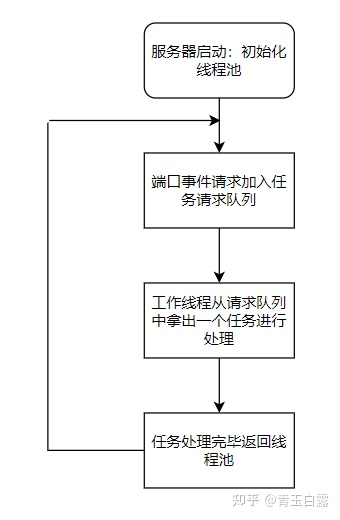 服务器启动：初始化
线程池
端口事件请求加入任
务请求队列
工作线程从请求队列
中拿出一个任务进行
处理
任务处理完毕返回线
程池
知乎 @青玉白露